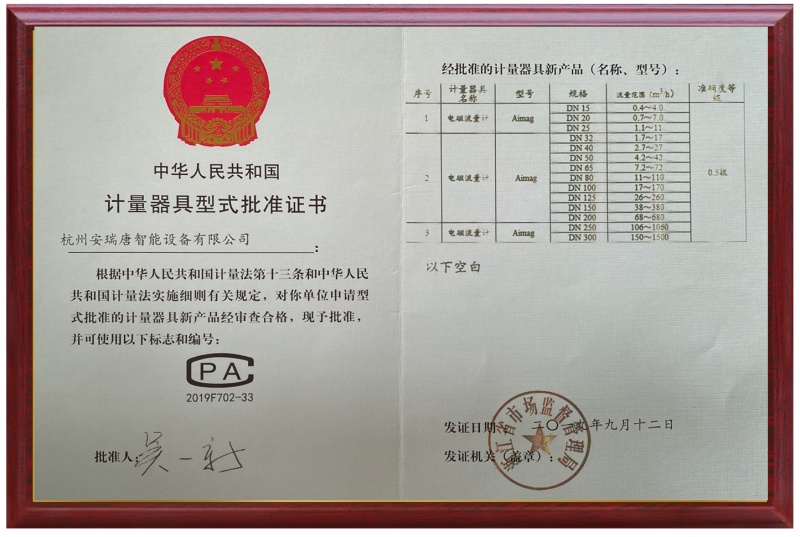 中华人民共和国
计量器具型式批准证书
杭州安瑞唐智能设备有限公司：
根据中华人民共和国计量法第十三条和中华人民
共和国计量法实施细则有关规定，对你单位申请型
式批准的计量器具新产品经审查合格，现予批准，
并可使用以下标志和编号：
CPA
2019F702-33
批准人：吴一新
经批准的计量器具新产品（名称、型号）：
序号 计量器具名称 型号 规格 流量范围（m³/h） 准确度等级
1 电磁流量计 Aimag DN 15 0.4～4.0 0.5级
DN 20 0.7～7.0
DN 25 1.1～11
2 电磁流量计 Aimag DN 32 1.7～17
DN 40 2.7～27
DN 50 4.2～42
DN 65 7.2～72
DN 80 11～110
DN 100 17～170
DN 125 26～260
DN 150 38～380
DN 200 68～680
3 电磁流量计 Aimag DN 250 106～1060
DN 300 150～1500
以下空白
发证日期：二〇一九年九月十二日
发证机关（盖章）：
浙江省市场监督管理局